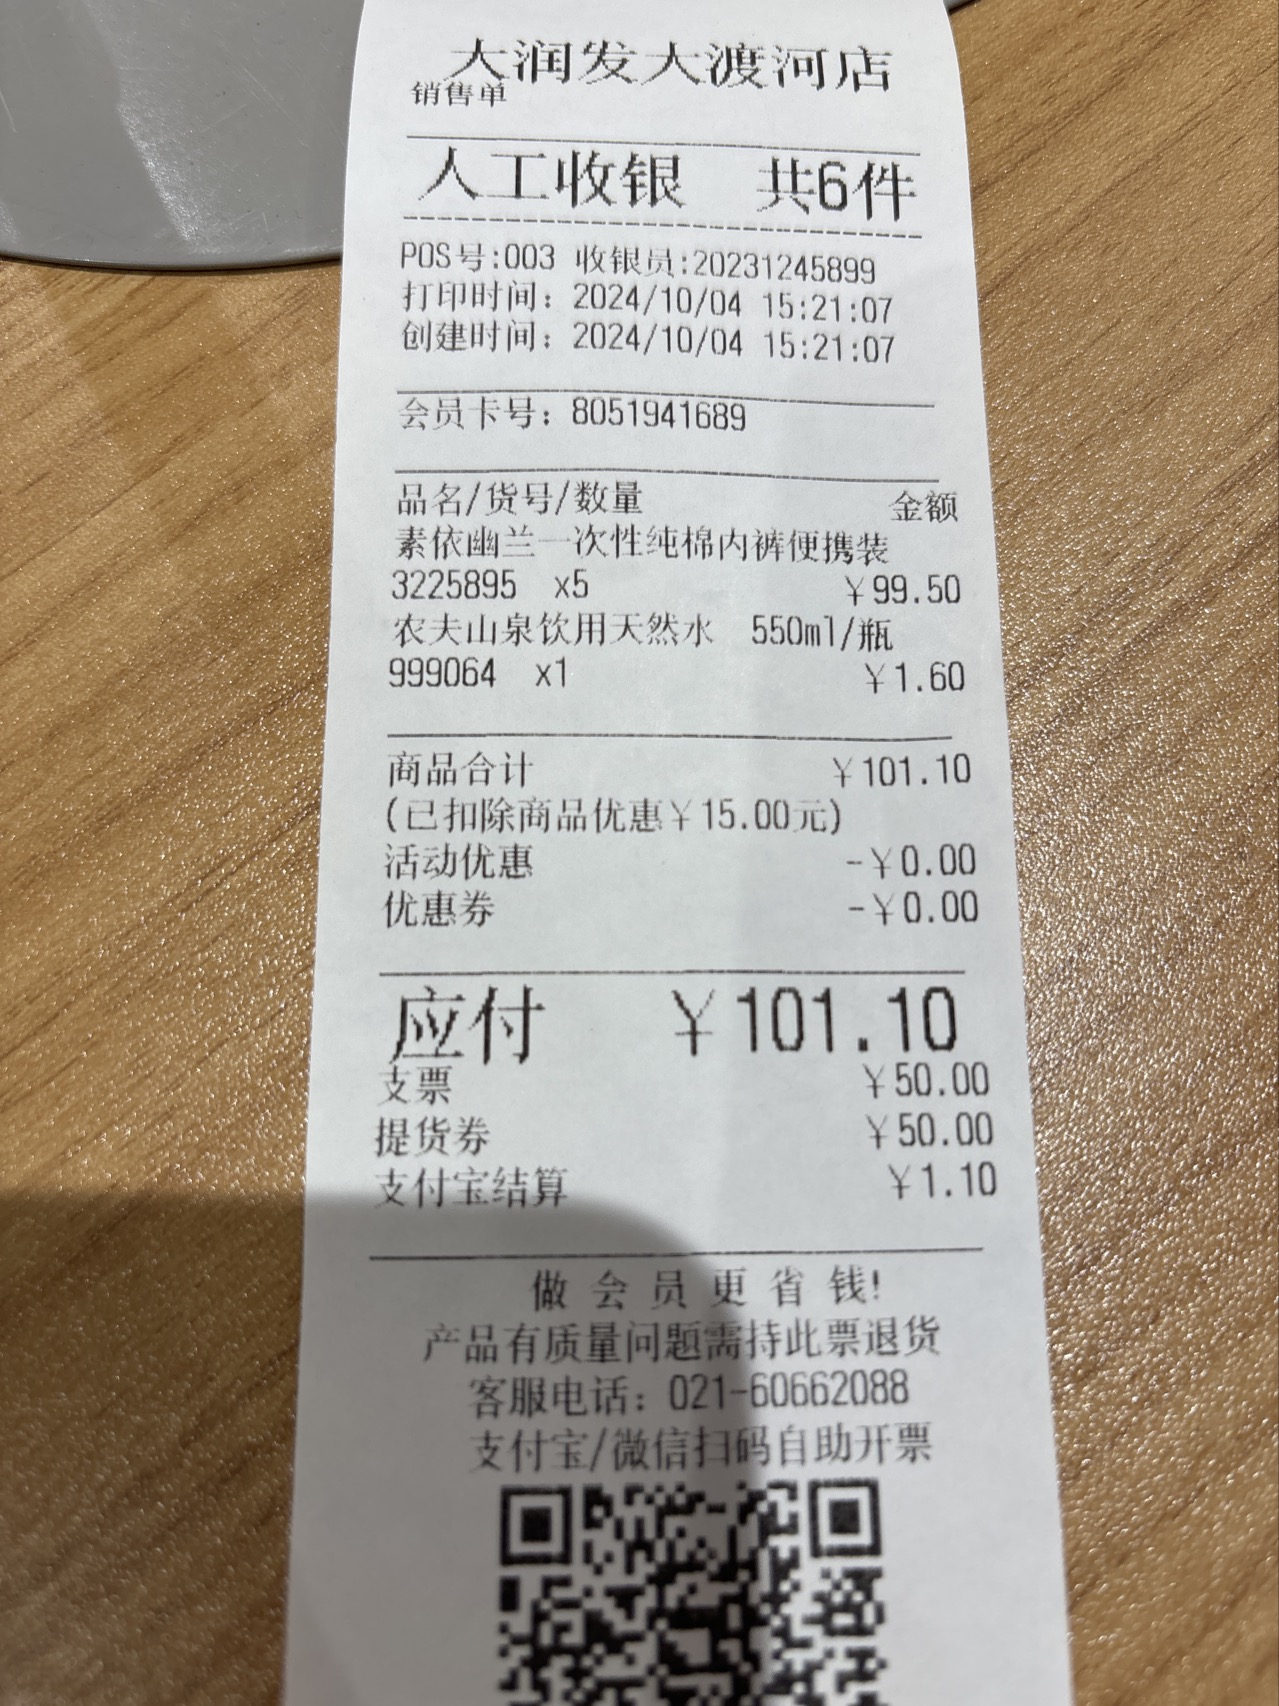 大润发大渡河店
销售单
人工收银 共6件
POS号:003 收银员:20231245899
打印时间: 2024/10/04 15:21:07
创建时间: 2024/10/04 15:21:07
会员卡号: 8051941689
品名/货号/数量 金额
素依幽兰一次性纯棉内裤便携装
3225895 x5 ¥99.50
农夫山泉饮用天然水 550ml/瓶
999064 x1 ¥1.60
商品合计 ¥101.10
(已扣除商品优惠¥15.00元)
活动优惠 -¥0.00
优惠券 -¥0.00
应付 ¥101.10
支票 ¥50.00
提货券 ¥50.00
支付宝结算 ¥1.10
做会员更省钱!
产品有质量问题需持此票退货
客服电话: 021-60662088
支付宝/微信扫码自助开票